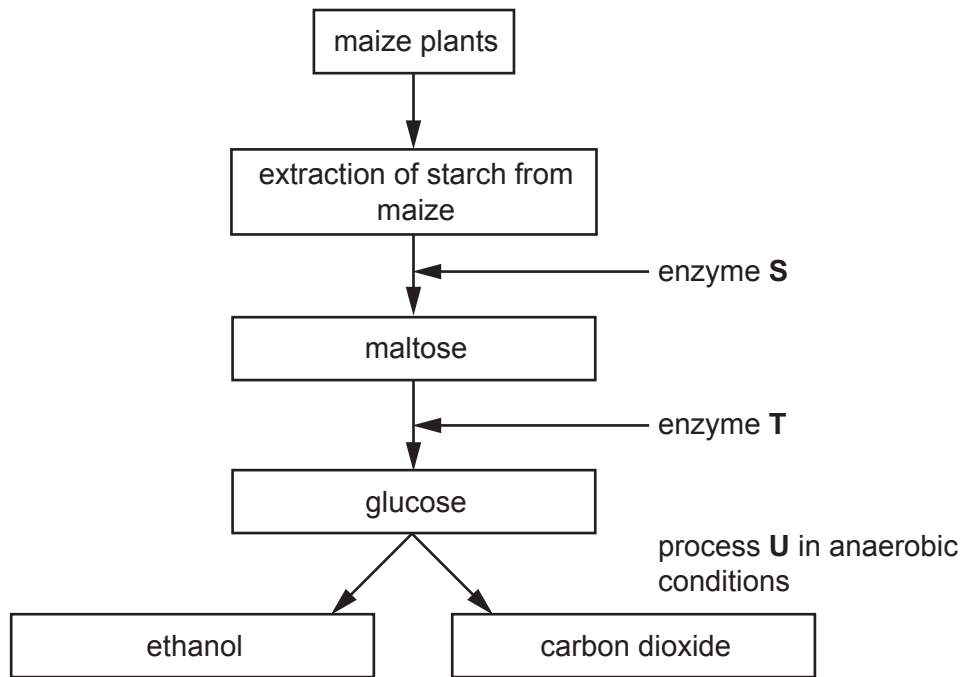 maize plants
extraction of starch from
maize
enzyme S
maltose
enzyme T
glucose
process U in anaerobic
conditions
ethanol
carbon dioxide